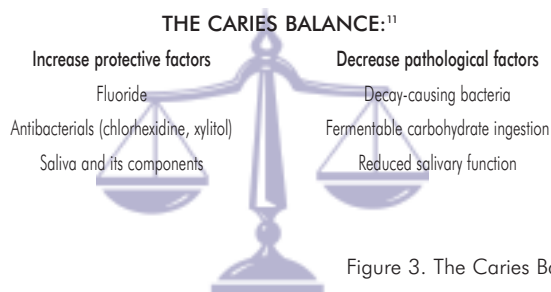 THE CARIES BALANCE:¹¹
Increase protective factors
Fluoride
Antibacterials (chlorhexidine, xylitol)
Saliva and its components
Decrease pathological factors
Decay-causing bacteria
Fermentable carbohydrate ingestion
Reduced salivary function
Figure 3. The Caries Ba